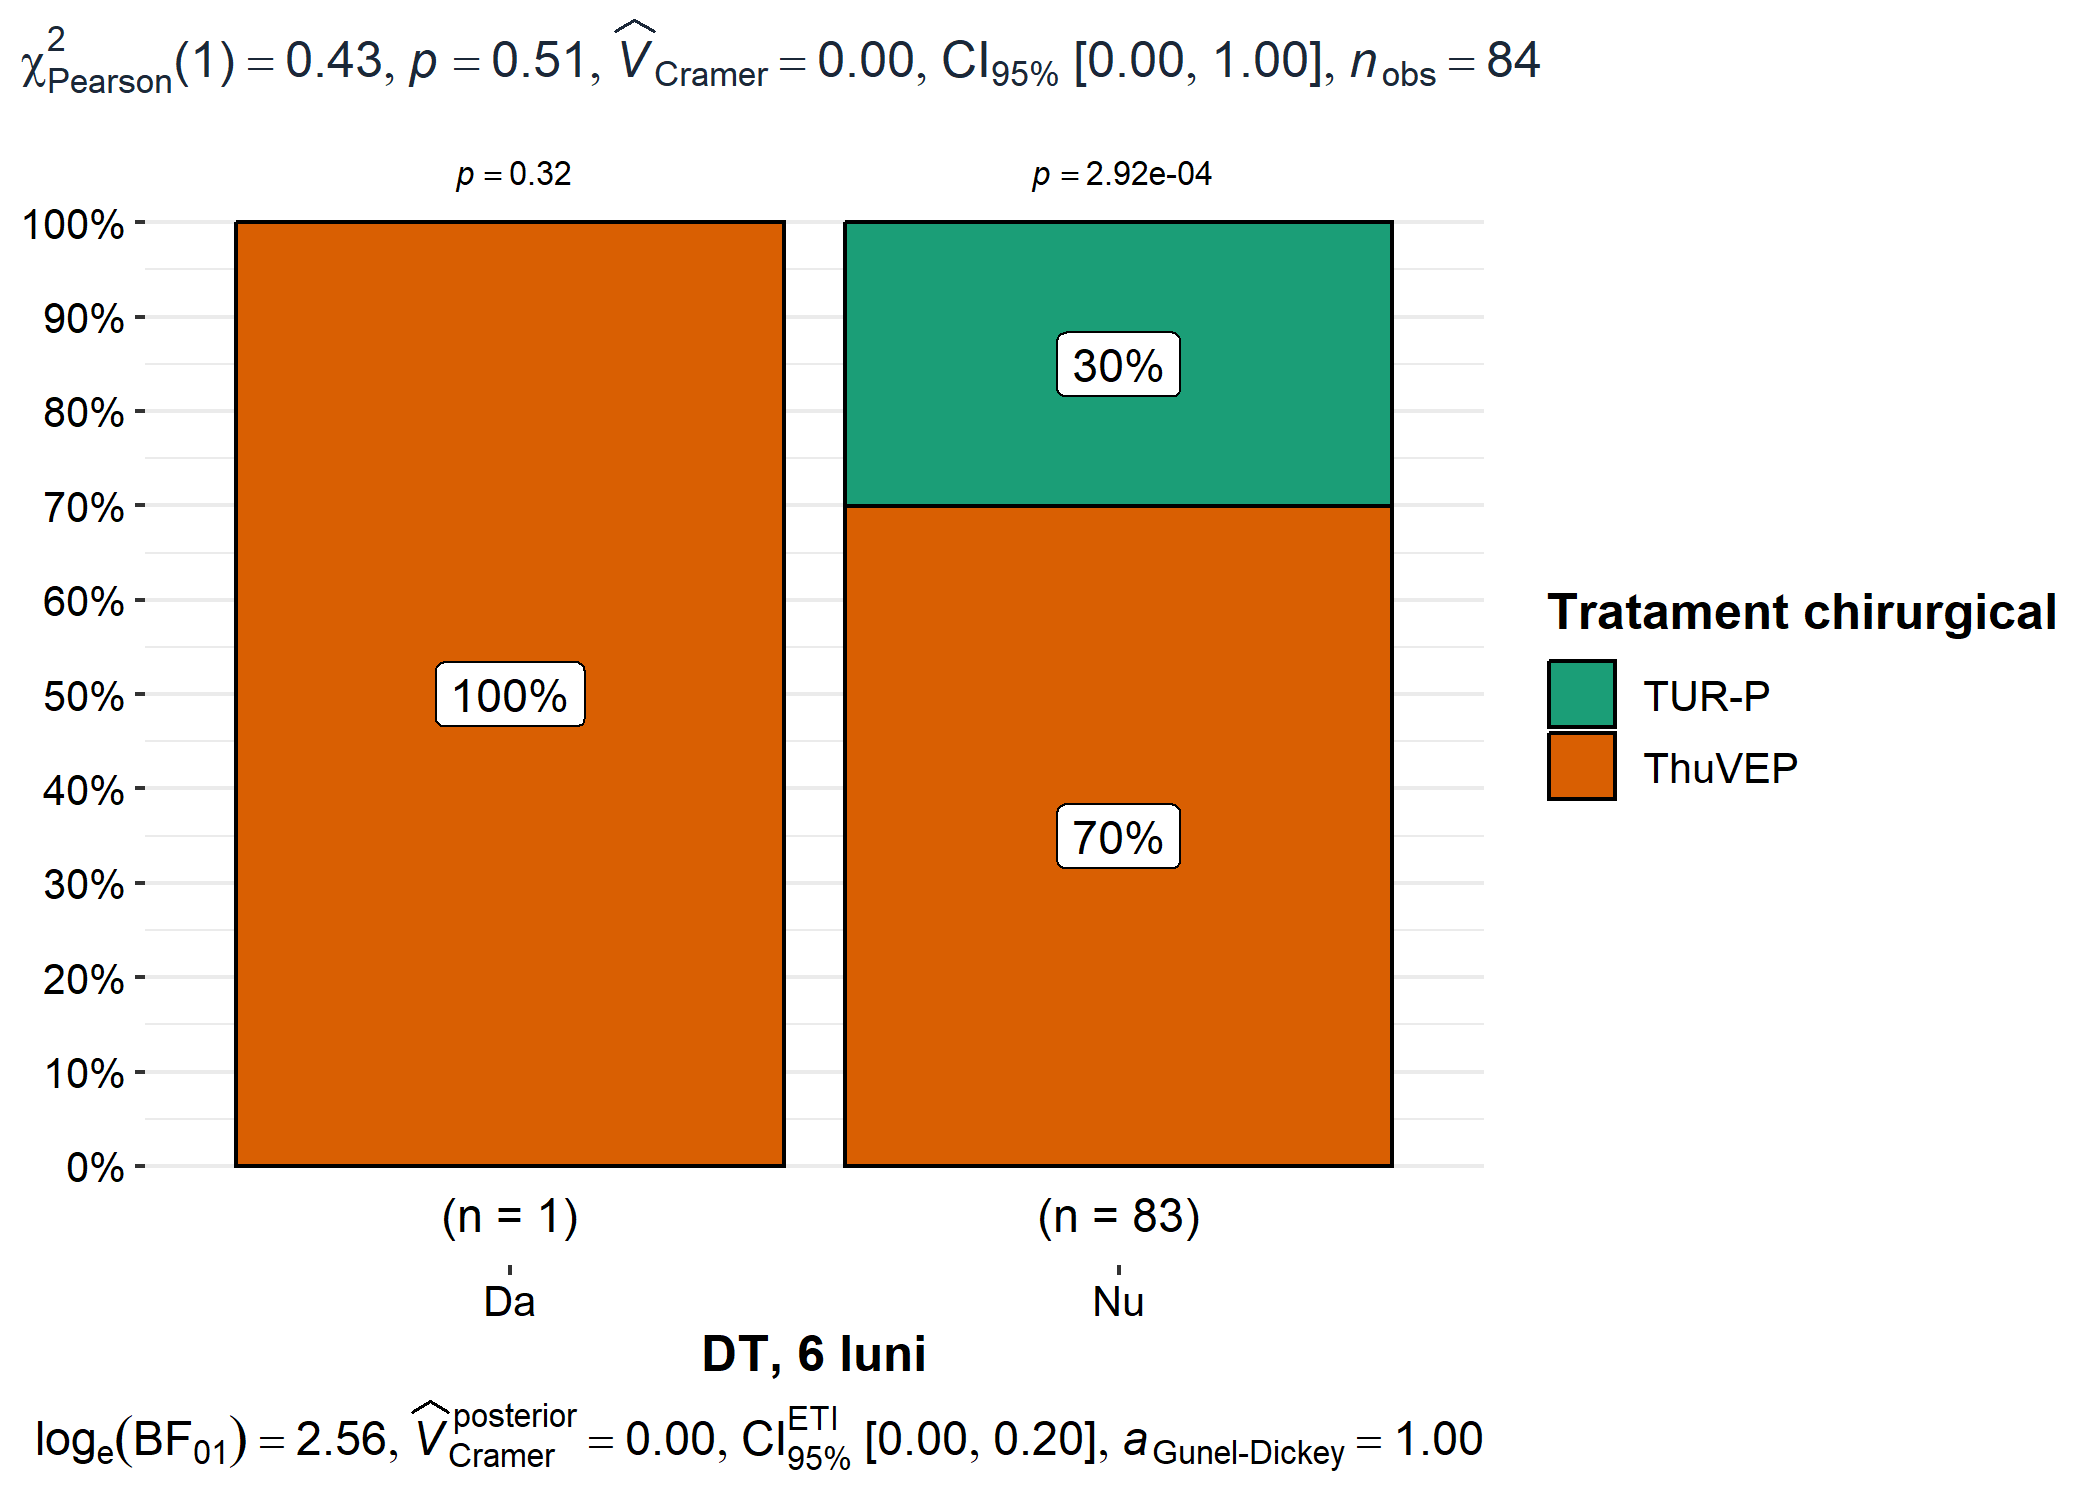 χ²Pearson(1) = 0.43, p = 0.51, V̂Cramer = 0.00, CI95% [0.00, 1.00], nobs = 84
p = 0.32
p = 2.92e-04
100%
90%
80%
70%
60%
50%
40%
30%
20%
10%
0%
30%
100%
70%
Tratament chirurgical
TUR-P
ThuVEP
(n = 1)
(n = 83)
Da
Nu
DT, 6 luni
loge(BF01) = 2.56, V̂posterior Cramer = 0.00, CI ETI 95% [0.00, 0.20], aGunel-Dickey = 1.00